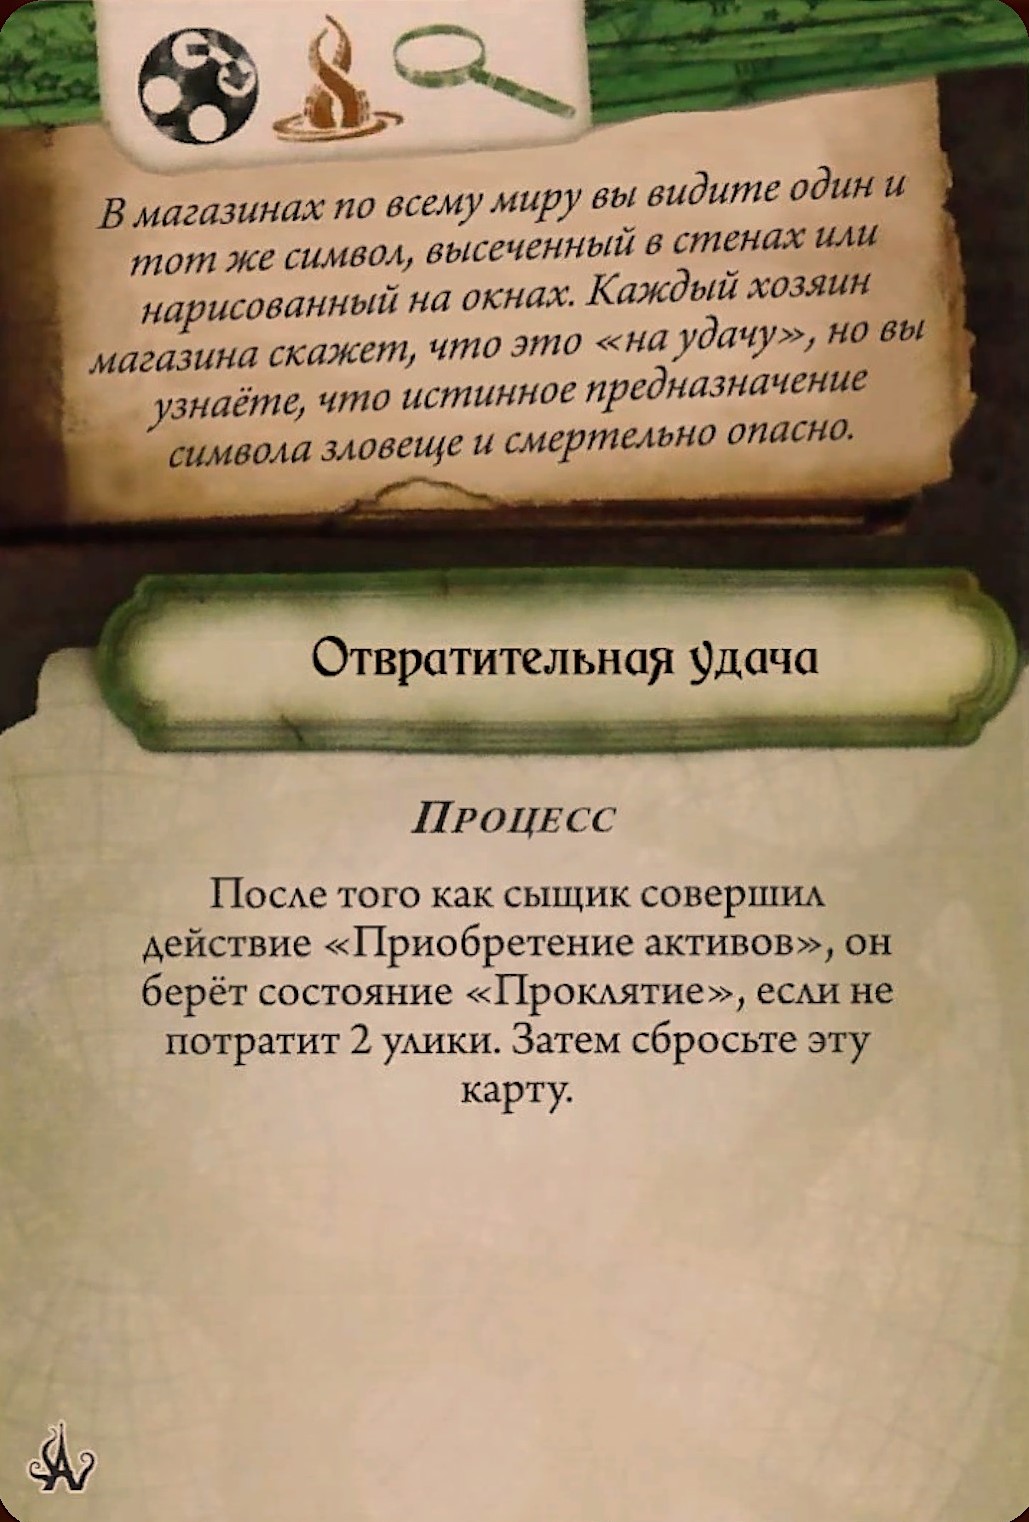 В магазинах по всему миру вы видите один и
тот же символ, высеченный в стенах или
нарисованный на окнах. Каждый хозяин
магазина скажет, что это «на удачу», но вы
узнаёте, что истинное предназначение
символа зловеще и смертельно опасно.
Отвратительная удача
Процесс
После того как сыщик совершил
действие «Приобретение активов», он
берёт состояние «Проклятие», если не
потратит 2 улики. Затем сбросьте эту
карту.